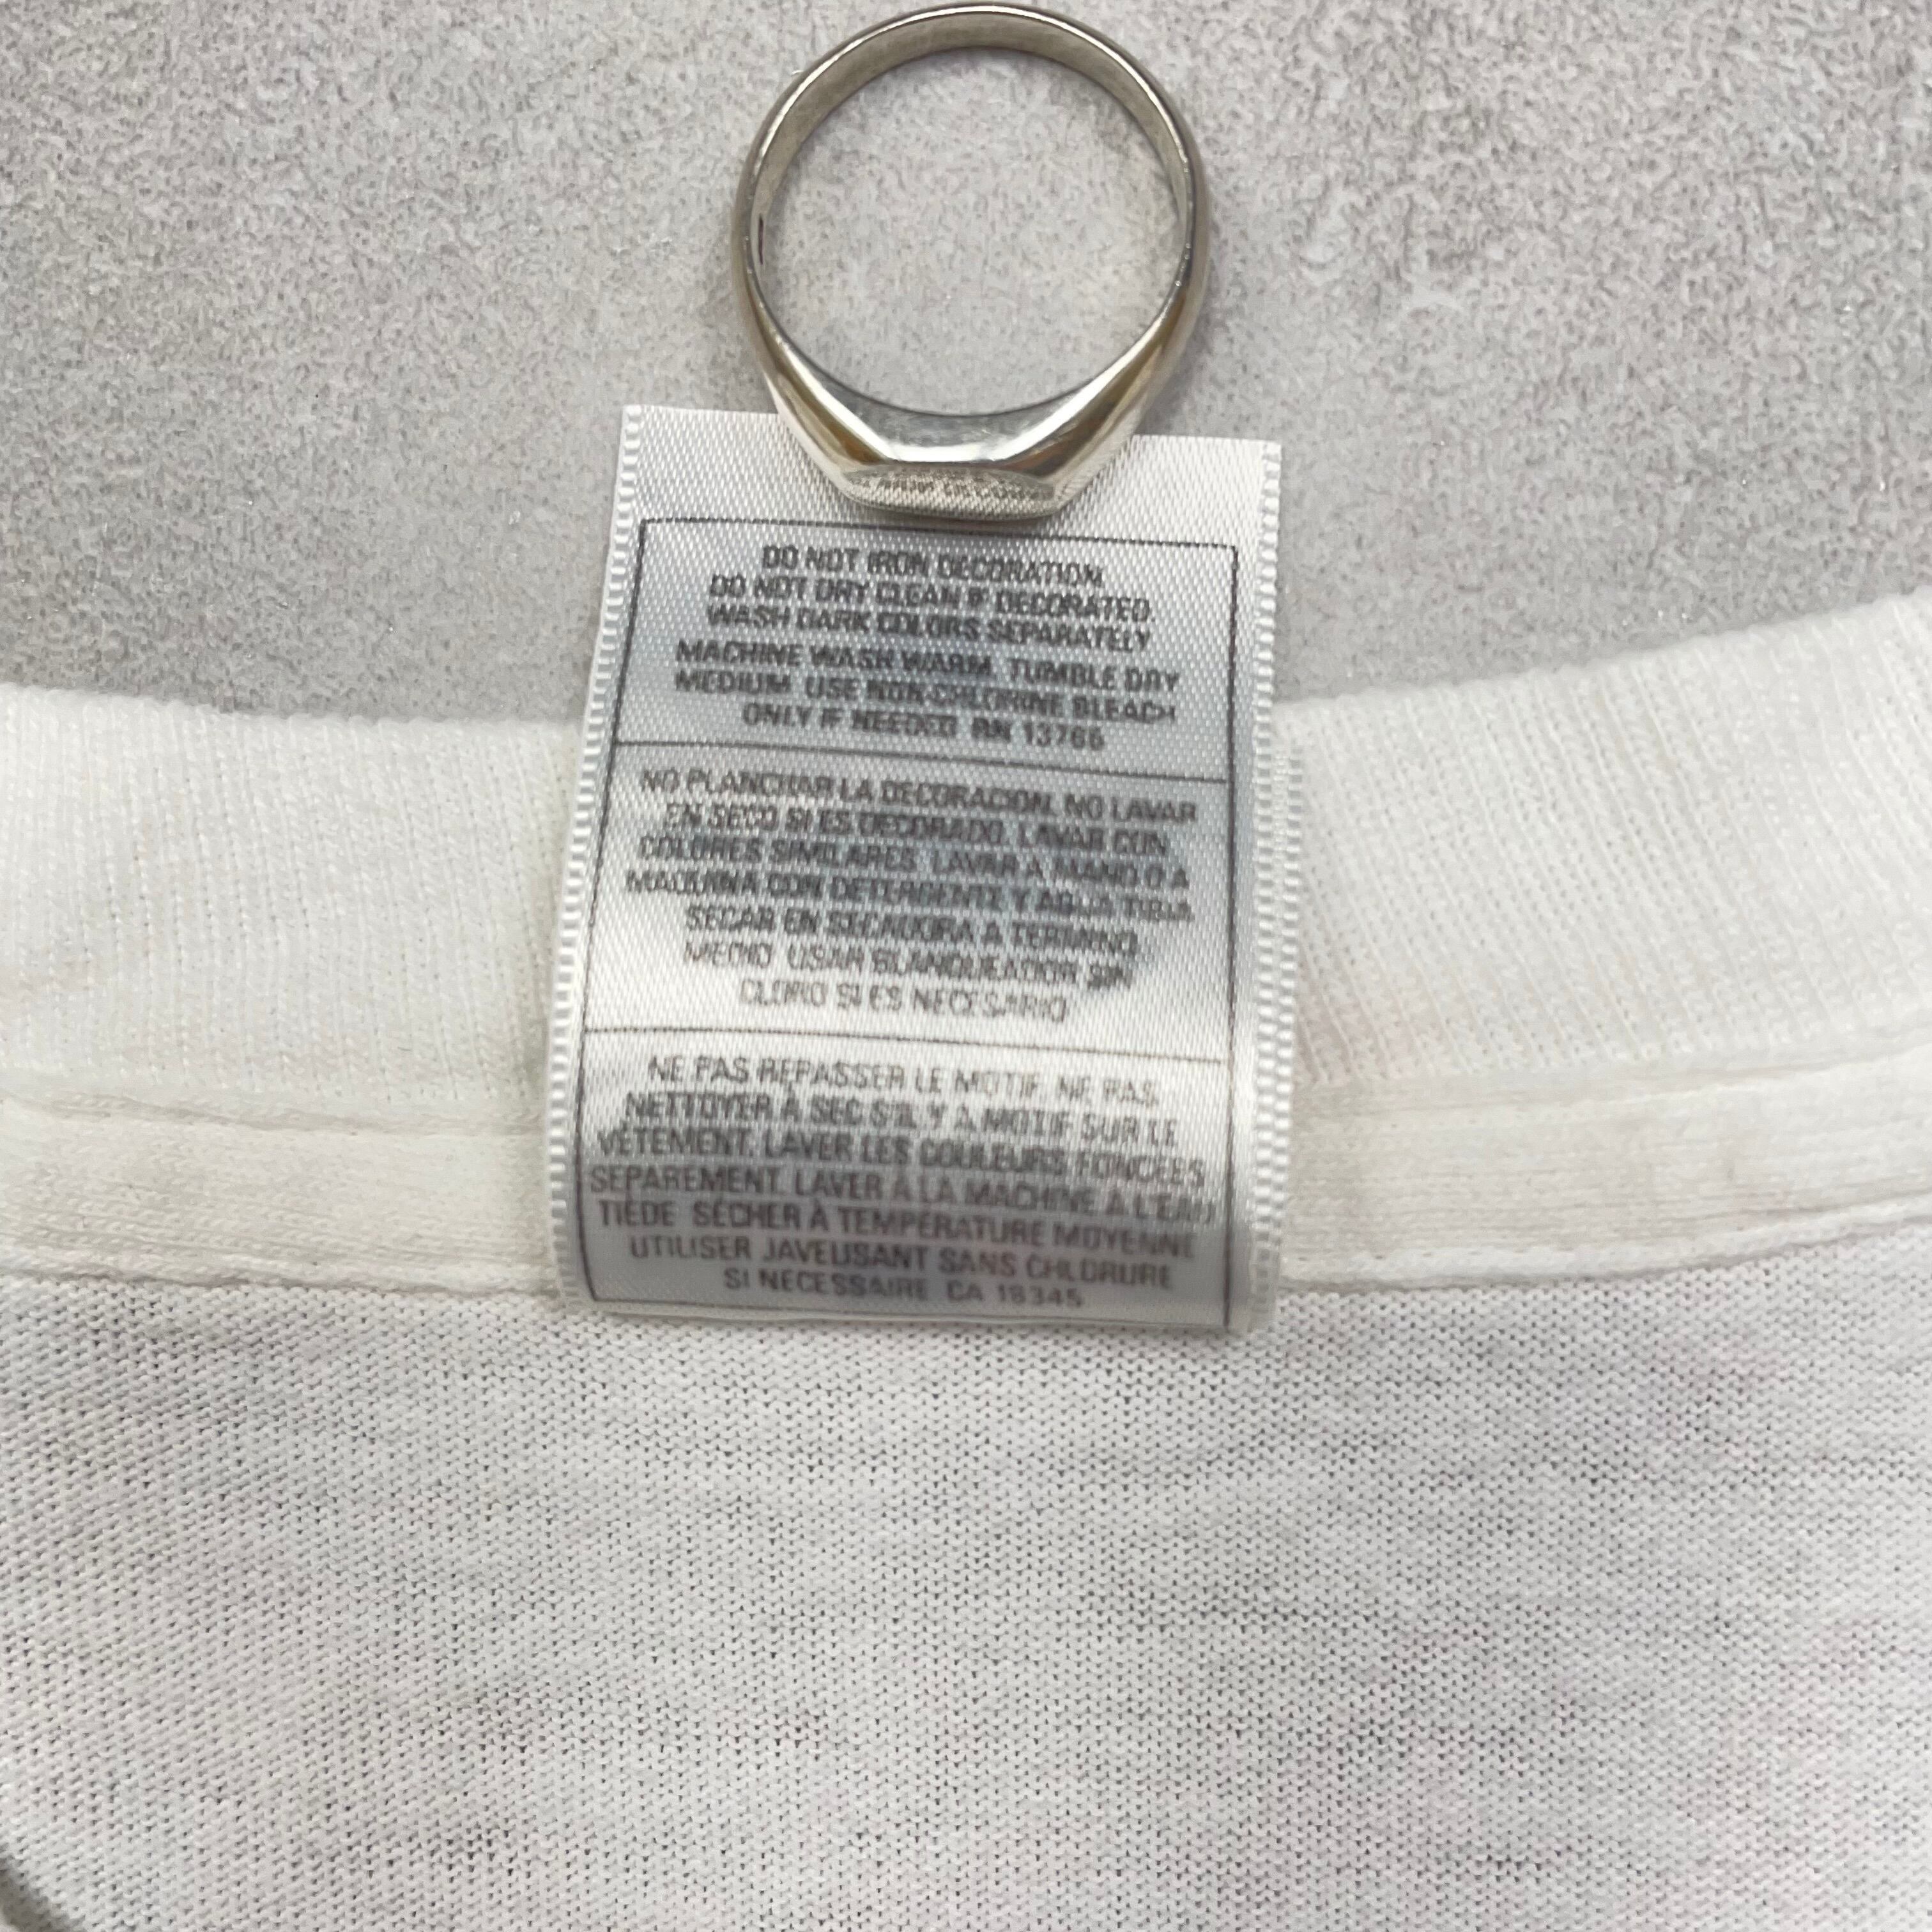 DO NOT IRON DECORATION
DO NOT DRY CLEAN IF DECORATED
WASH DARK COLORS SEPARATELY
MACHINE WASH WARM. TUMBLE DRY
MEDIUM. USE NON-CHLORINE BLEACH
ONLY IF NEEDED RN 13765
NO PLANCHAR LA DECORACION. NO LAVAR
EN SECO SI ES DECORADO. LAVAR CON
COLORES SIMILARES. LAVAR A MANO O A
MAQUINA CON DETERGENTE Y AGUA TIBIA
SECAR EN SECADORA A TERMINO
MEDIO. USAR BLANQUEADOR SIN
CLORO SI ES NECESARIO
NE PAS REPASSER LE MOTIF. NE PAS
NETTOYER À SEC S'IL Y A MOTIF SUR LE
VÊTEMENT. LAVER LES COULEURS FONCÉES
SÉPARÉMENT. LAVER À LA MACHINE À L'EAU
TIÈDE SÉCHER À TEMPÉRATURE MOYENNE
UTILISER JAVELISANT SANS CHLORURE
SI NÉCESSAIRE CA 18345